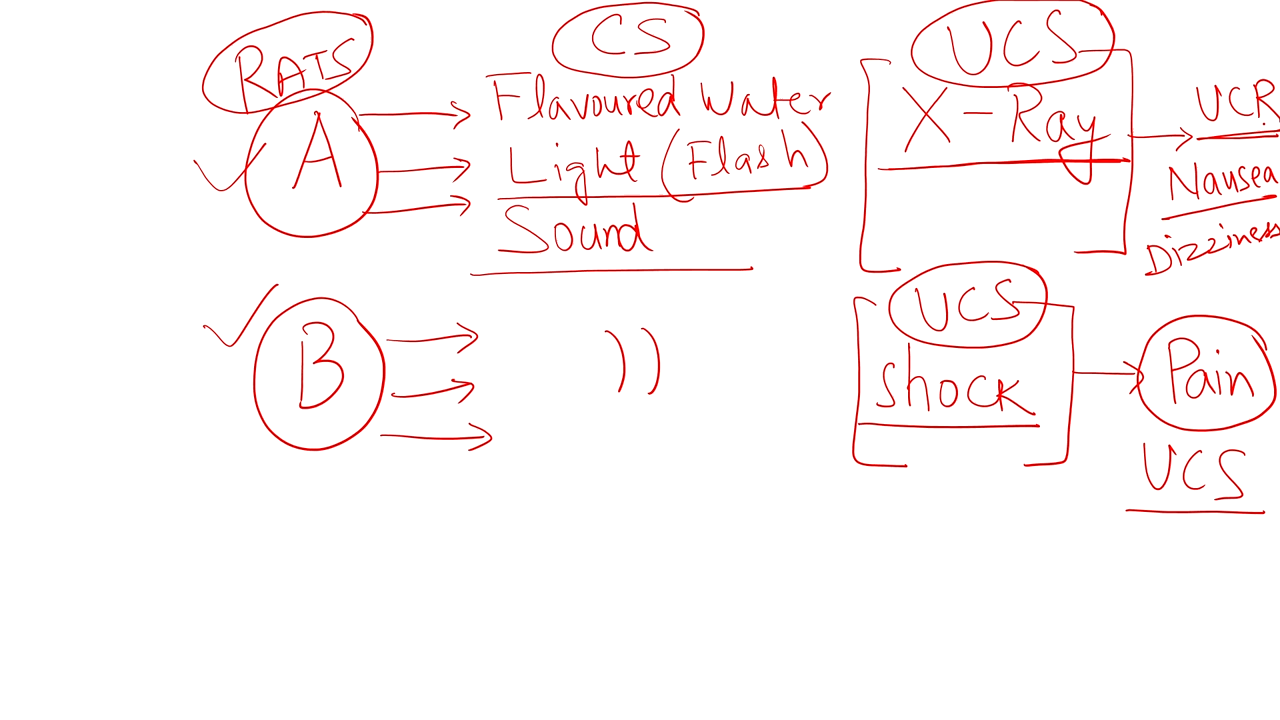 RATS
CS
UCS
A
Flavoured Water
X-Ray
UCR
Light (Flash)
Nausea
Sound
Dizziness
B
))
UCS
Shock
Pain
UCS